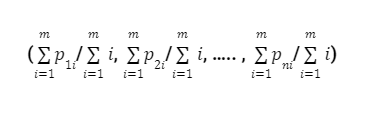 (∑_{i=1}^{m} p_{1i} / ∑_{i=1}^{m} i, ∑_{i=1}^{m} p_{2i} / ∑_{i=1}^{m} i, ..... , ∑_{i=1}^{m} p_{ni} / ∑_{i=1}^{m} i)